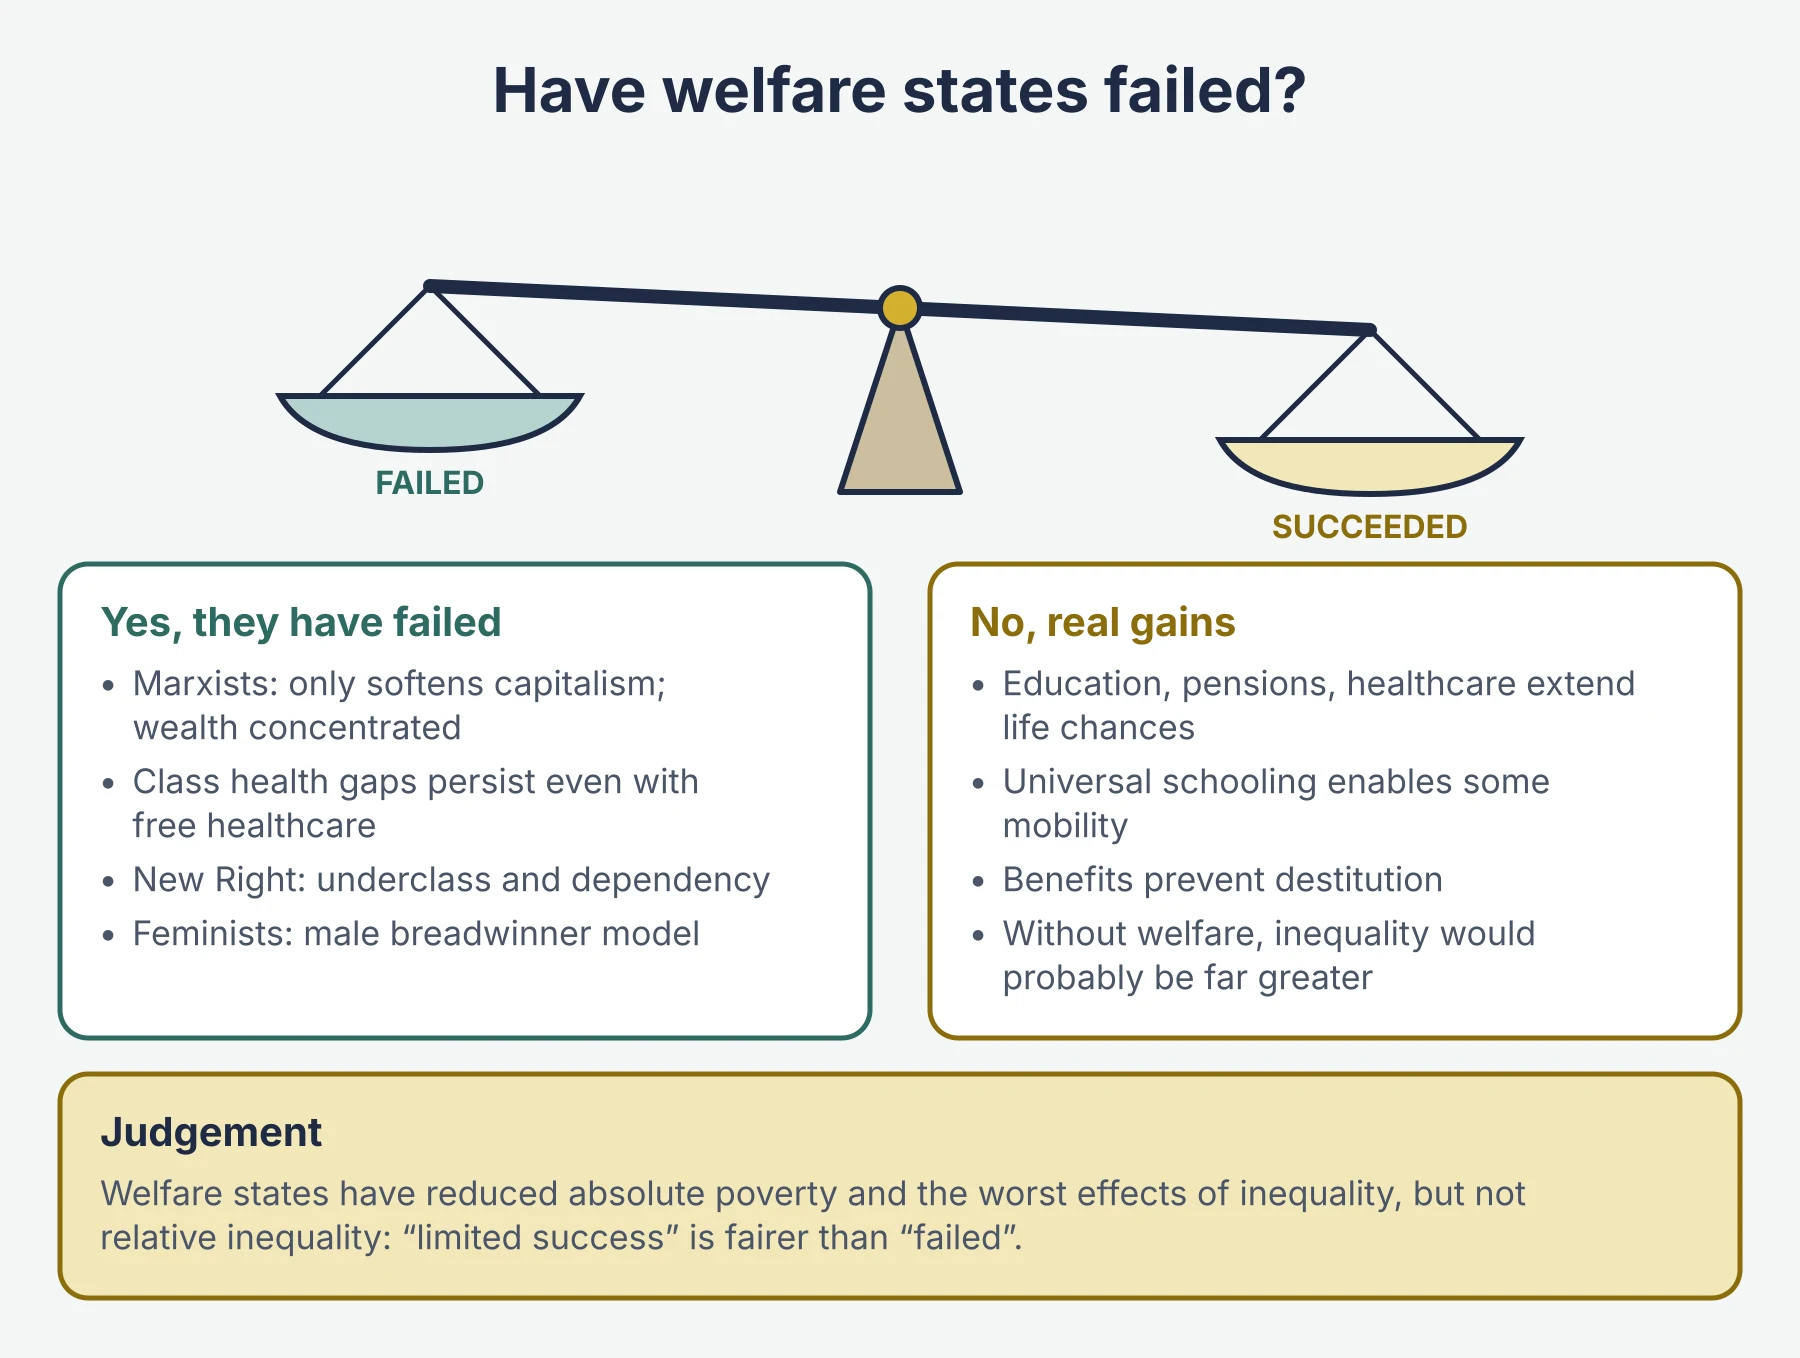 Have welfare states failed?
FAILED
SUCCEEDED
Yes, they have failed
• Marxists: only softens capitalism;
wealth concentrated
• Class health gaps persist even with
free healthcare
• New Right: underclass and dependency
• Feminists: male breadwinner model
No, real gains
• Education, pensions, healthcare extend
life chances
• Universal schooling enables some
mobility
• Benefits prevent destitution
• Without welfare, inequality would
probably be far greater
Judgement
Welfare states have reduced absolute poverty and the worst effects of inequality, but not
relative inequality: “limited success” is fairer than “failed”.